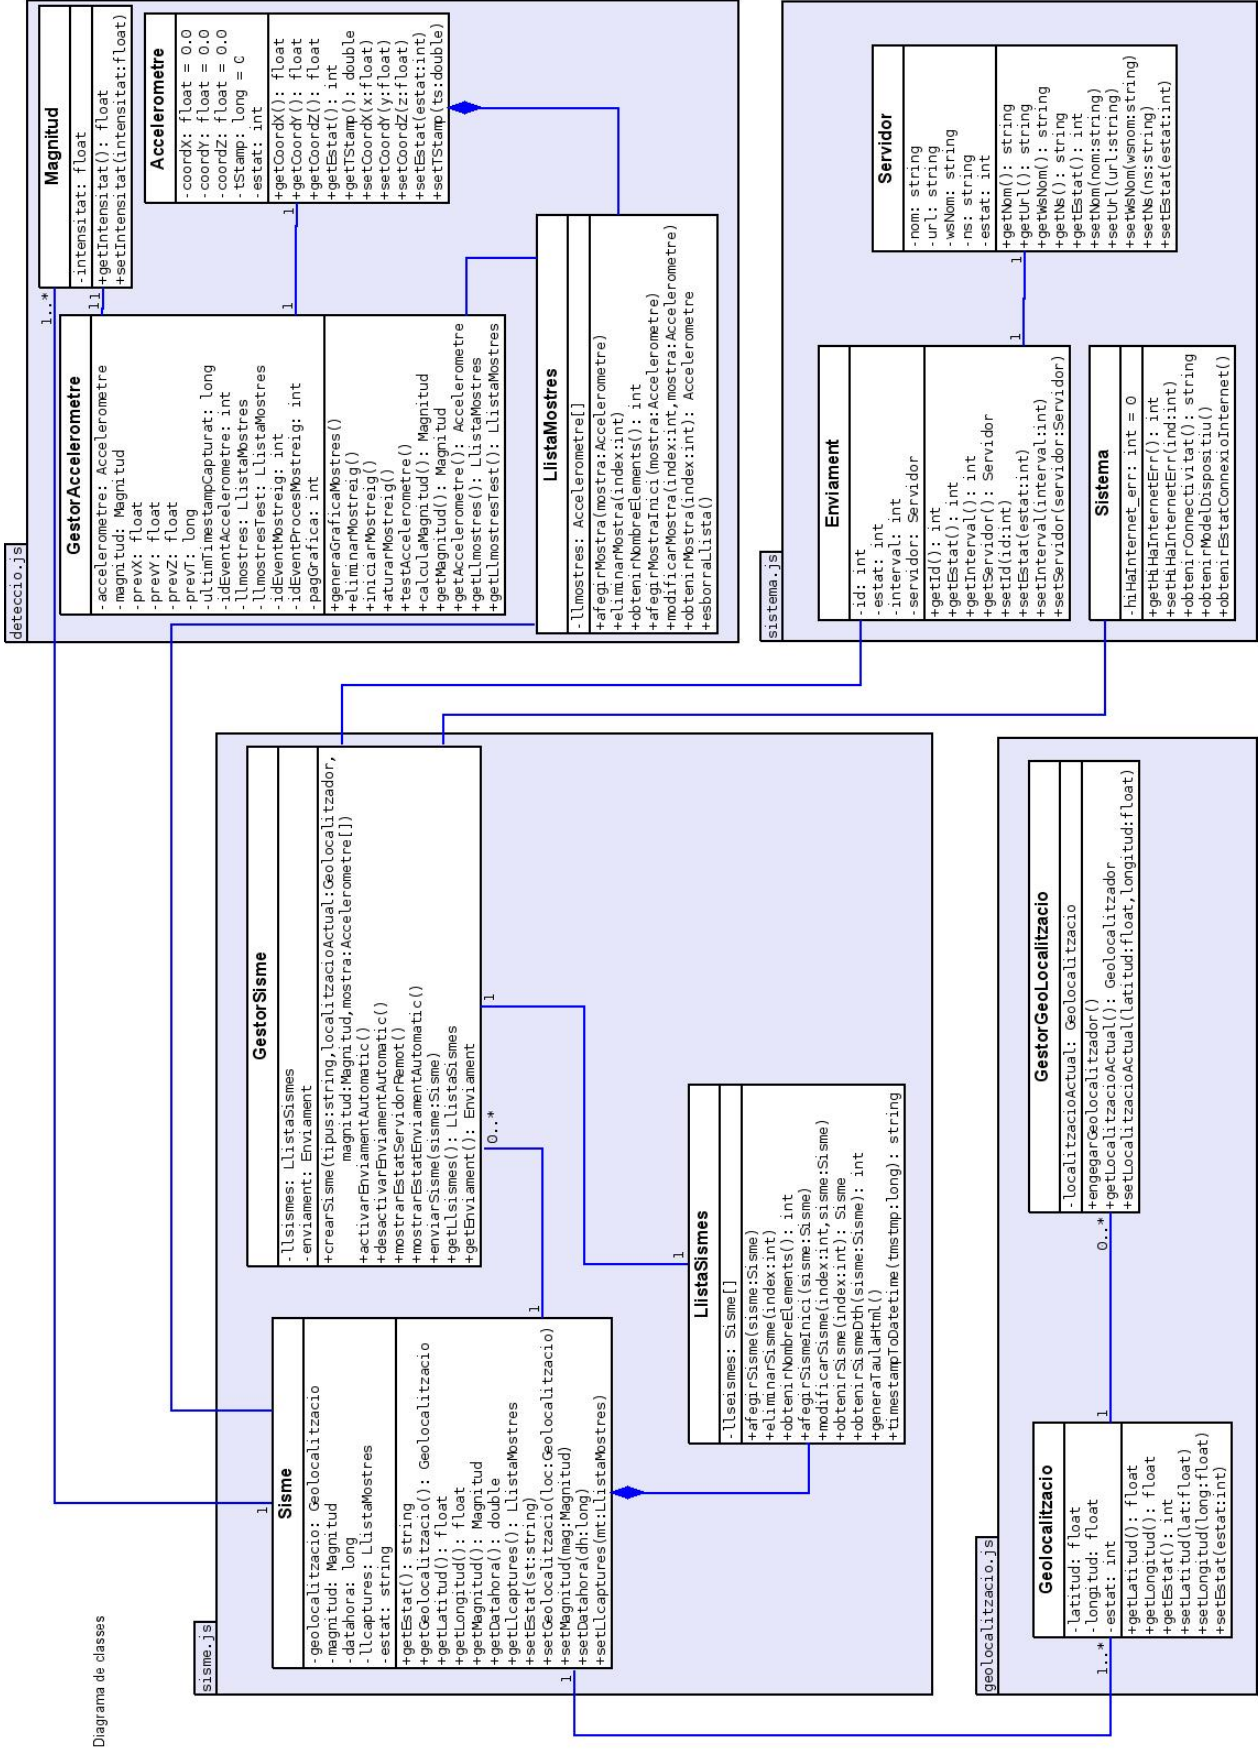 Diagrama de classes
sisme.js
Sisme
-geolocalitzacio: Geolocalització
-magnitud: Magnitud
-datahora: long
-llcaptures: LlistaMostres
-estat: string
+getEstat(): string
+getGeolocalitzacio(): Geolocalització
+getLatitud(): float
+getLongitud(): float
+getMagnitud(): Magnitud
+getDatahora(): double
+getLlcaptures(): LlistaMostres
+setEstat(st:string)
+setGeolocalitzacio(loc:Geolocalització)
+setMagnitud(mag:Magnitud)
+setDatahora(dh:long)
+setLlcaptures(mt:LlistaMostres)
1
1
1
GestorSisme
-llsismes: LlistaSismes
-enviament: Enviament
+crearSisme(tipus:string,localitzacioActual:Geolocalitzador,
magnitud:Magnitud,mostra:Accelerometre[])
+activarEnviamentAutomatic()
+desactivarEnviamentAutomatic()
+mostrarEstatServidorRemot()
+mostrarEstatEnviamentAutomatic()
+enviarSisme(sisme:Sisme)
+getLlsismes(): LlistaSismes
+getEnviament(): Enviament
0..*
1
LlistaSismes
-llseismes: Sisme[]
+afegirSisme(sisme:Sisme)
+eliminarSisme(index:int)
+obtenirNombreElements(): int
+afegirSismeInici(sisme:Sisme)
+modificarSisme(index:int,sisme:Sisme)
+obtenirSisme(index:int): Sisme
+obtenirSismeDth(sisme:Sisme): int
+generaTaulaHtml()
+timestampToDatetime(tmstmp:long): string
1
deteccio.js
GestorAccelerometre
-accelerometre: Accelerometre
-magnitud: Magnitud
-prevX: float
-prevY: float
-prevZ: float
-prevT: long
-ultimTimestampCapturat: long
-idEventAccelerometre: int
-llmostres: LlistaMostres
-llmostresTest: LlistaMostres
-idEventMostreig: int
-idEventProcesMostreig: int
-pagGrafica: int
+generaGraficaMostres()
+eliminarMostreig()
+iniciarMostreig()
+aturarMostreig()
+testAccelerometre()
+calculaMagnitud(): Magnitud
+getMagnitud(): Magnitud
+getAccelerometre(): Accelerometre
+getLlmostres(): LlistaMostres
+getLlmostresTest(): LlistaMostres
1
1
Magnitud
-intensitat: float
+getIntensitat(): float
+setIntensitat(intensitat:float)
1..*
1
Accelerometre
-coordX: float = 0.0
-coordY: float = 0.0
-coordZ: float = 0.0
-tStamp: long = 0
-estat: int
+getCoordX(): float
+getCoordY(): float
+getCoordZ(): float
+getEstat(): int
+getTStamp(): double
+setCoordX(x:float)
+setCoordY(y:float)
+setCoordZ(z:float)
+setEstat(estat:int)
+setTStamp(ts:double)
1
LlistaMostres
-llmostres: Accelerometre[]
+afegirMostra(mostra:Accelerometre)
+eliminarMostra(index:int)
+obtenirNombreElements(): int
+afegirMostraInici(mostra:Accelerometre)
+modificarMostra(index:int,mostra:Accelerometre)
+obtenirMostra(index:int): Accelerometre
+esborraLlista()
sistema.js
Enviament
-id: int
-estat: int
-interval: int
-servidor: Servidor
+getId(): int
+getEstat(): int
+getInterval(): int
+getServidor(): Servidor
+setId(id:int)
+setEstat(estat:int)
+setInterval(interval:int)
+setServidor(servidor:Servidor)
1
Servidor
-nom: string
-url: string
-wsNom: string
-ns: string
-estat: int
+getNom(): string
+getUrl(): string
+getWsNom(): string
+getNs(): string
+getEstat(): int
+setNom(nom:string)
+setUrl(url:string)
+setWsNom(wsnom:string)
+setNs(ns:string)
+setEstat(estat:int)
1
Sistema
-hiHaInternet_err: int = 0
+getHiHaInternetErr(): int
+setHiHaInternetErr(ind:int)
+obtenirConnectivitat(): string
+obtenirModelDispositiu()
+obtenirEstatConnexioInternet()
geolocalitzacio.js
Geolocalitzacio
-latitud: float
-longitud: float
-estat: int
+getLatitud(): float
+getLongitud(): float
+getEstat(): int
+setLatitud(lat:float)
+setLongitud(long:float)
+setEstat(estat:int)
1..*
1
GestorGeoLocalitzacio
-localitzacioActual: Geolocalització
+engegarGeolocalitzador()
+getLocalitzacioActual(): Geolocalitzador
+setLocalitzacioActual(latitud:float,longitud:float)
0..*